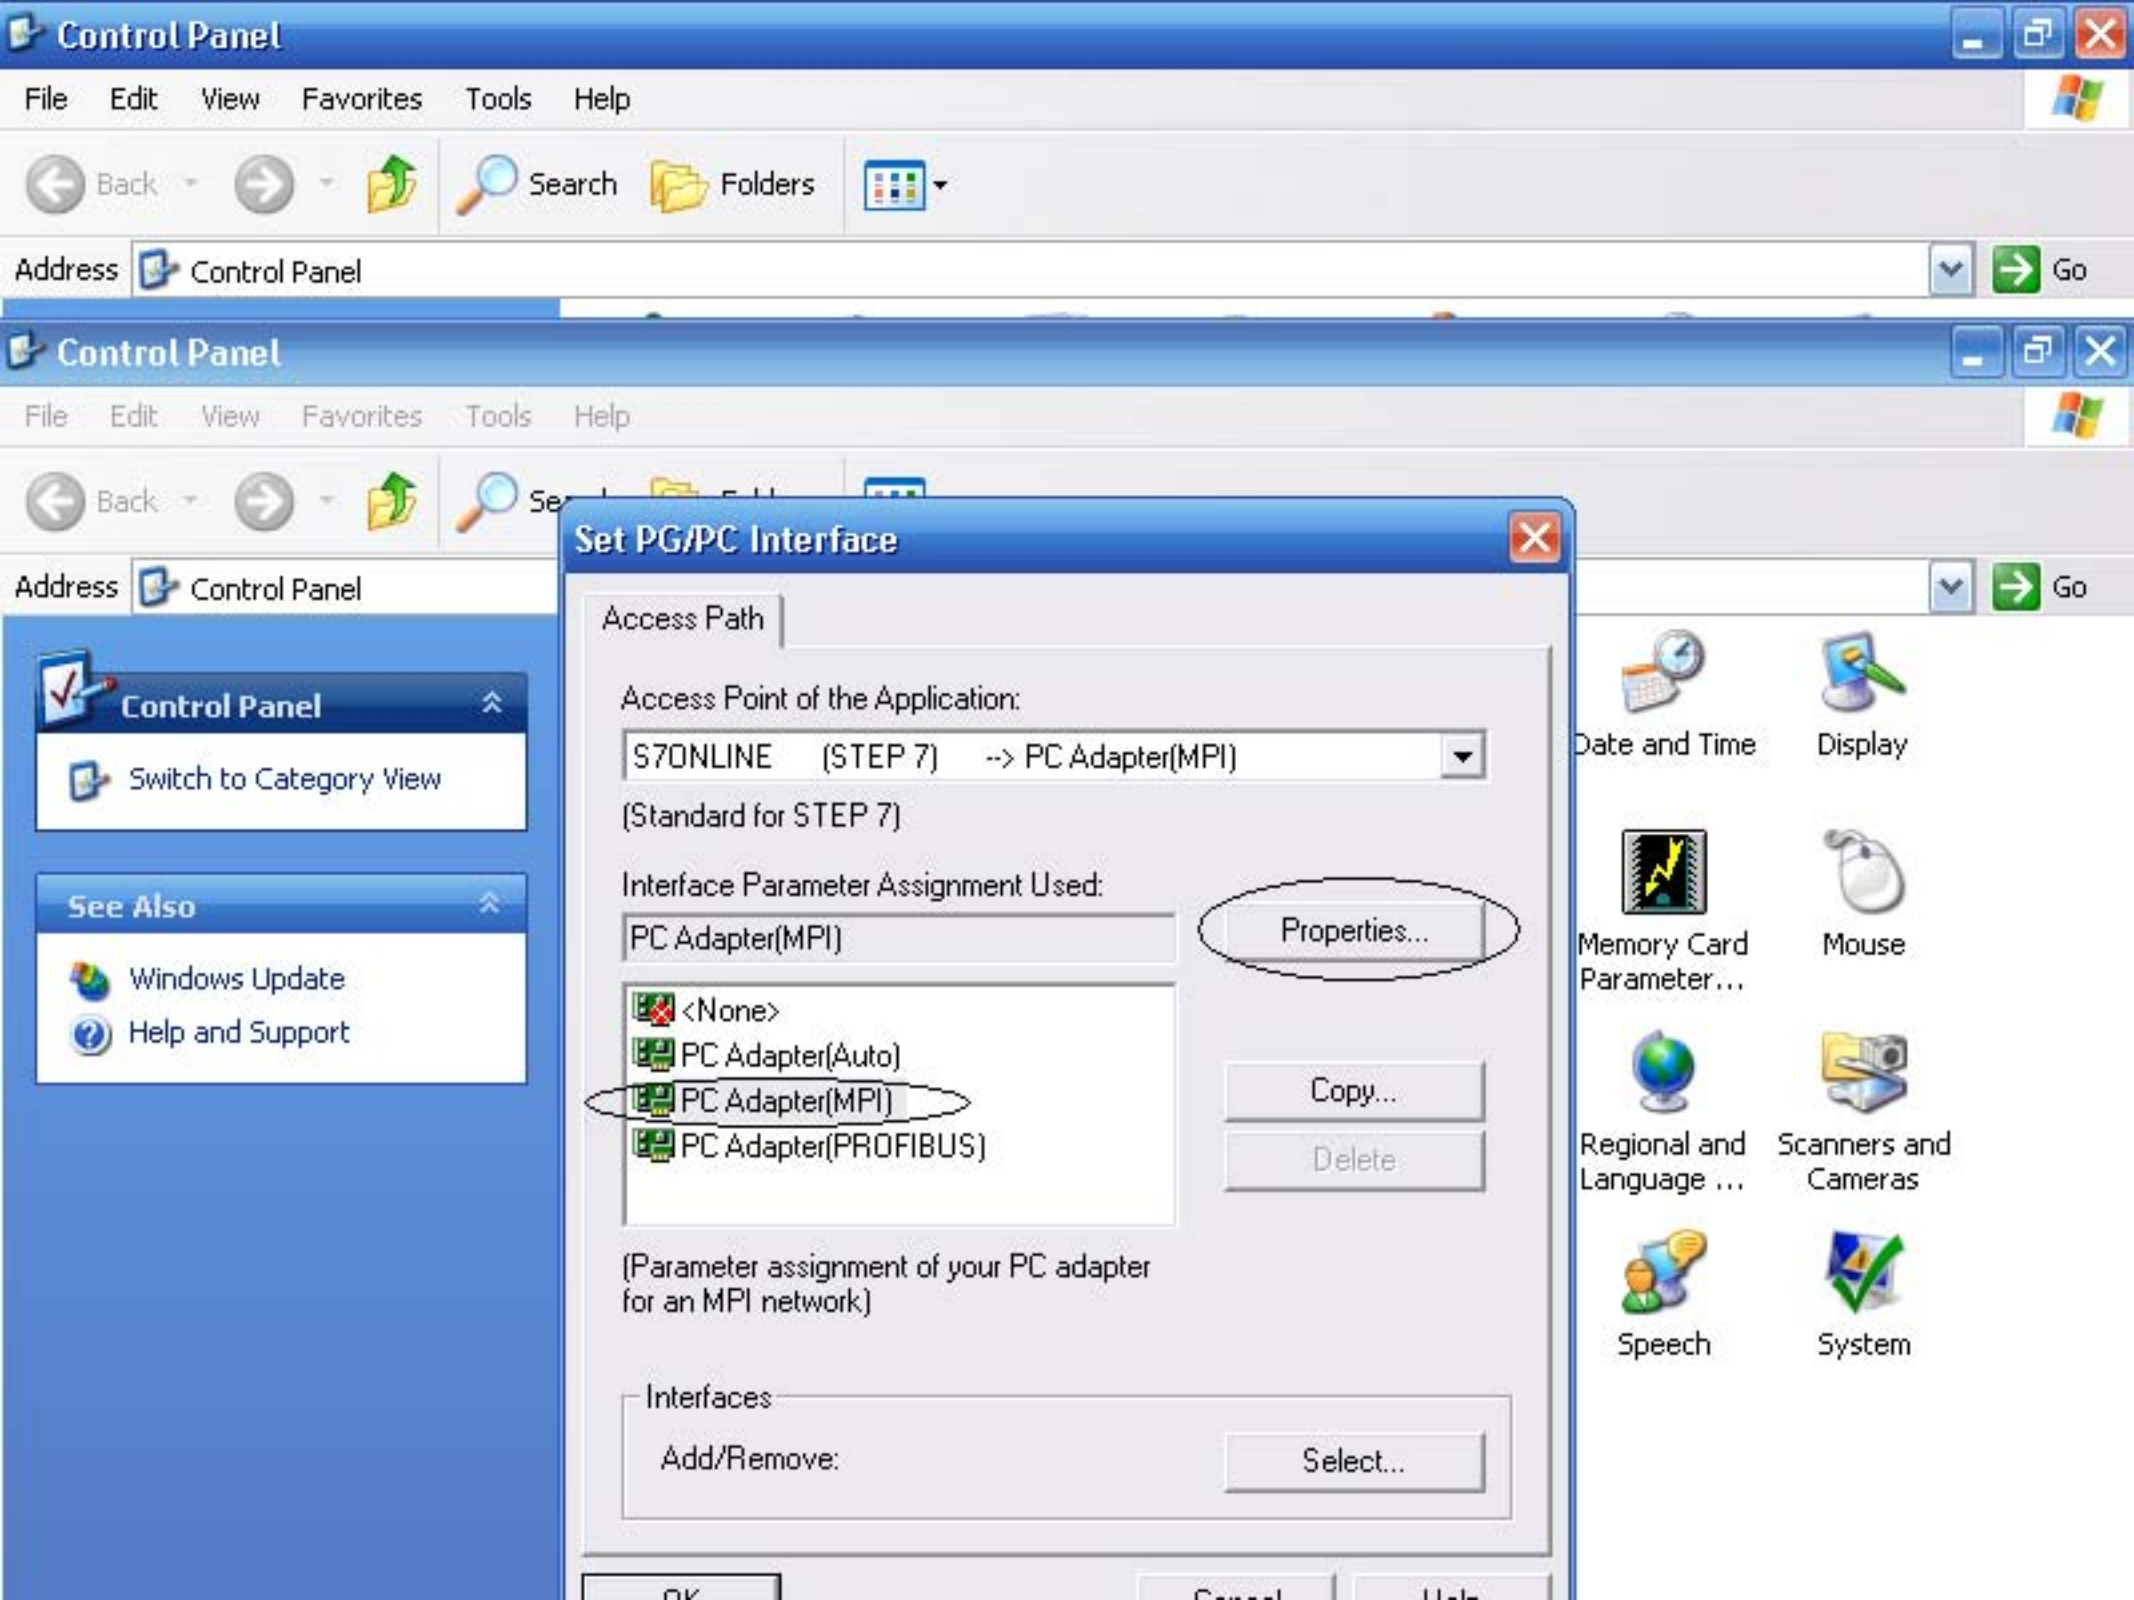 Control Panel
File Edit View Favorites Tools Help
Back Search Folders
Address Control Panel Go
Control Panel
File Edit View Favorites Tools Help
Back
Address Control Panel Go
Control Panel
Switch to Category View
See Also
Windows Update
Help and Support
Set PG/PC Interface
Access Path
Access Point of the Application:
S7ONLINE (STEP 7) --> PC Adapter(MPI)
(Standard for STEP 7)
Interface Parameter Assignment Used:
PC Adapter(MPI)
Properties...
<None>
PC Adapter(Auto)
PC Adapter(MPI)
PC Adapter(PROFIBUS)
Copy...
Delete
(Parameter assignment of your PC adapter
for an MPI network)
Interfaces
Add/Remove:
Select...
OK Cancel Help
Date and Time
Display
Memory Card
Parameter...
Mouse
Regional and
Language ...
Scanners and
Cameras
Speech
System